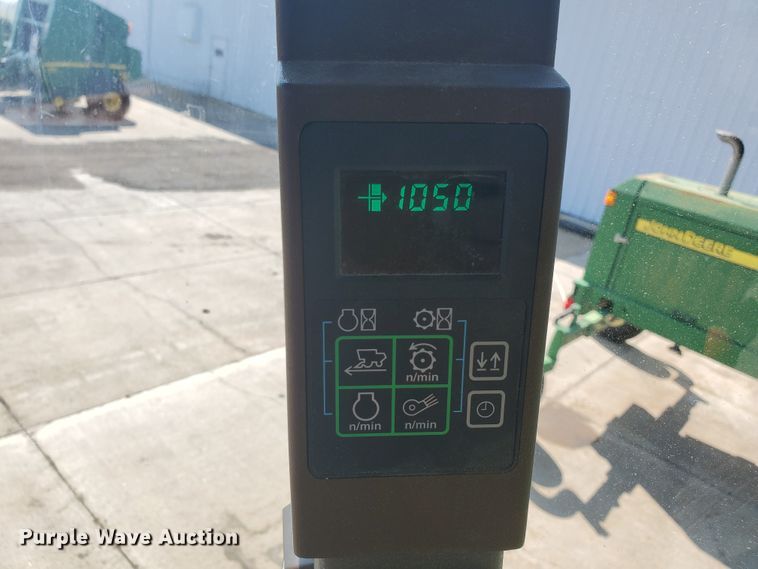 1050
JOHN DEERE
n/min
n/min n/min
Purple Wave Auction